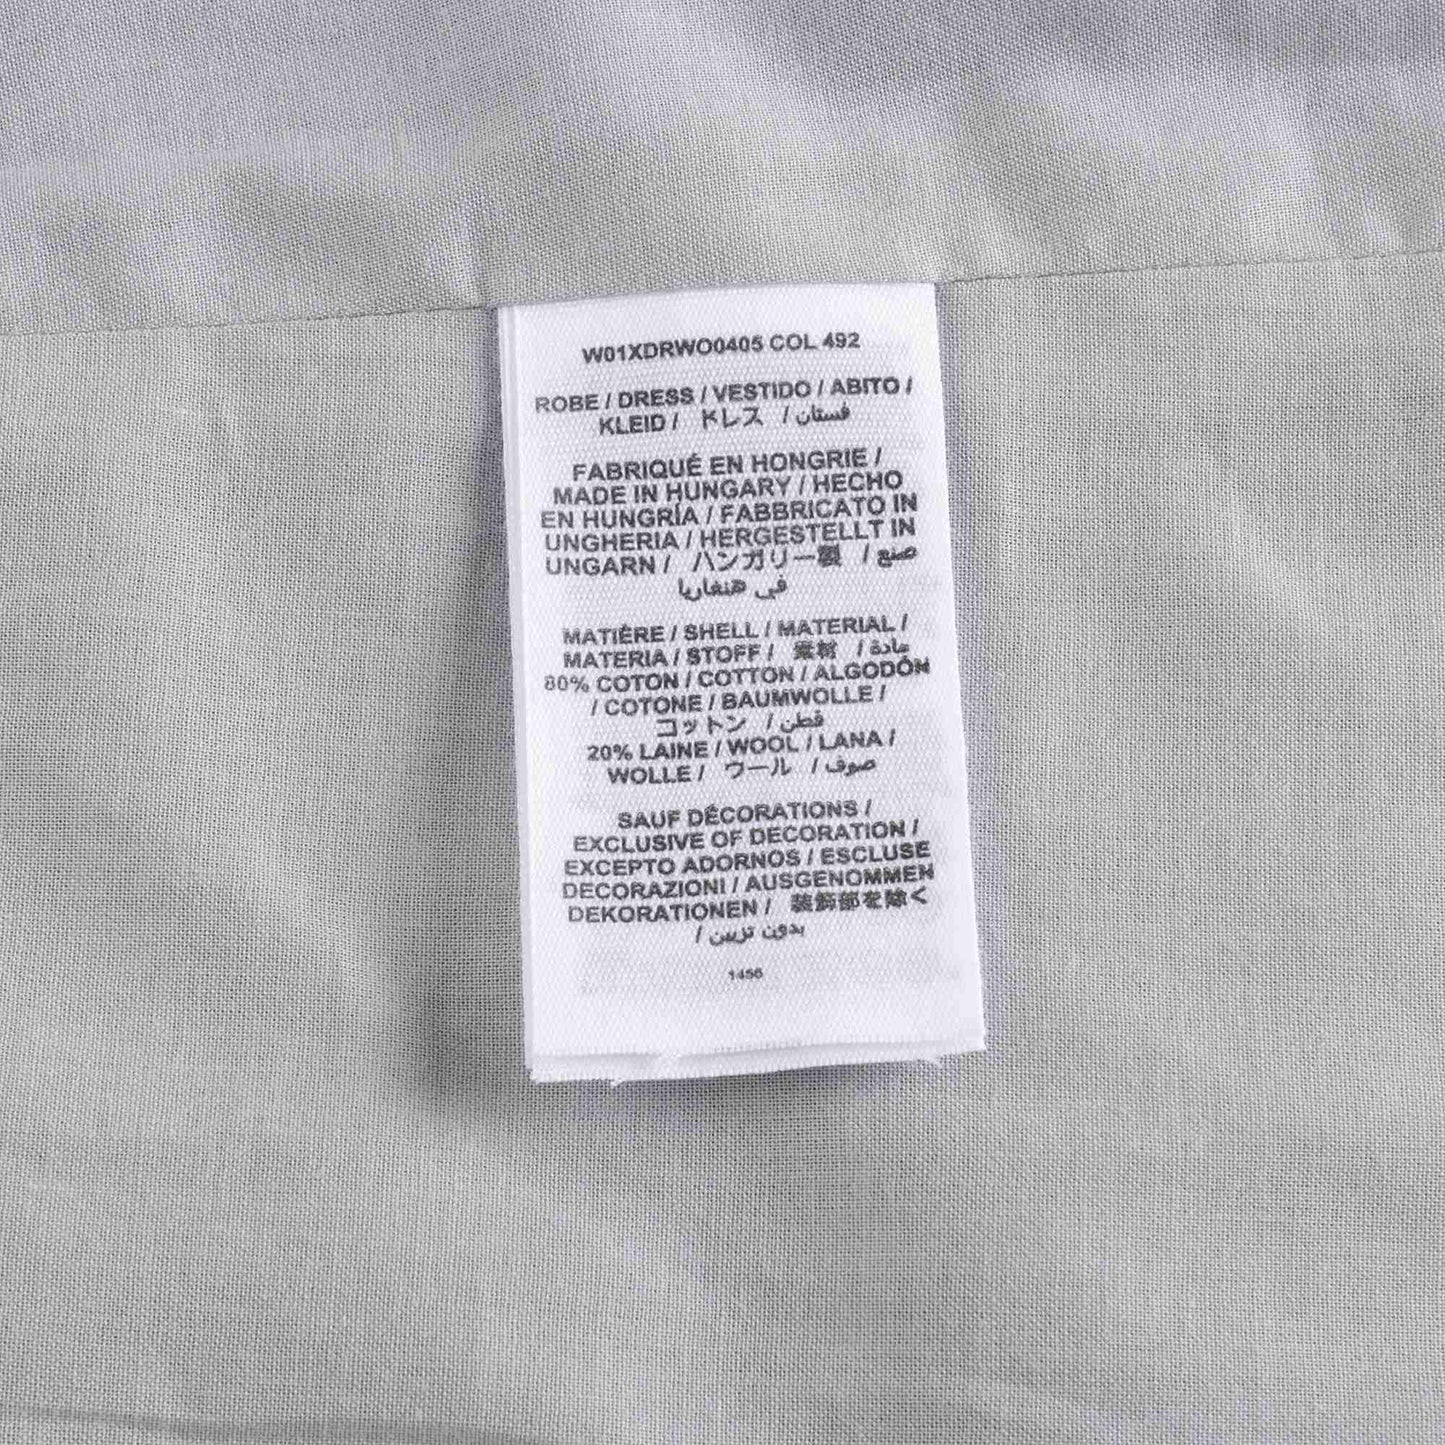 W01XDRWO0405 COL 492
ROBE / DRESS / VESTIDO / ABITO /
KLEID / ドレス / فستان
FABRIQUÉ EN HONGRIE /
MADE IN HUNGARY / HECHO
EN HUNGRÍA / FABBRICATO IN
UNGHERIA / HERGESTELLT IN
UNGARN / ハンガリー製 / صنع
في هنغاريا
MATIÈRE / SHELL / MATERIAL /
MATERIA / STOFF / 素材 / مادة
80% COTON / COTTON / ALGODÓN
/ COTONE / BAUMWOLLE /
コットン / قطن
20% LAINE / WOOL / LANA /
WOLLE / ウール / صوف
SAUF DÉCORATIONS /
EXCLUSIVE OF DECORATION /
EXCEPTO ADORNOS / ESCLUSE
DECORAZIONI / AUSGENOMMEN
DEKORATIONEN / 装飾部を除く
/ بدون تزيين
1456